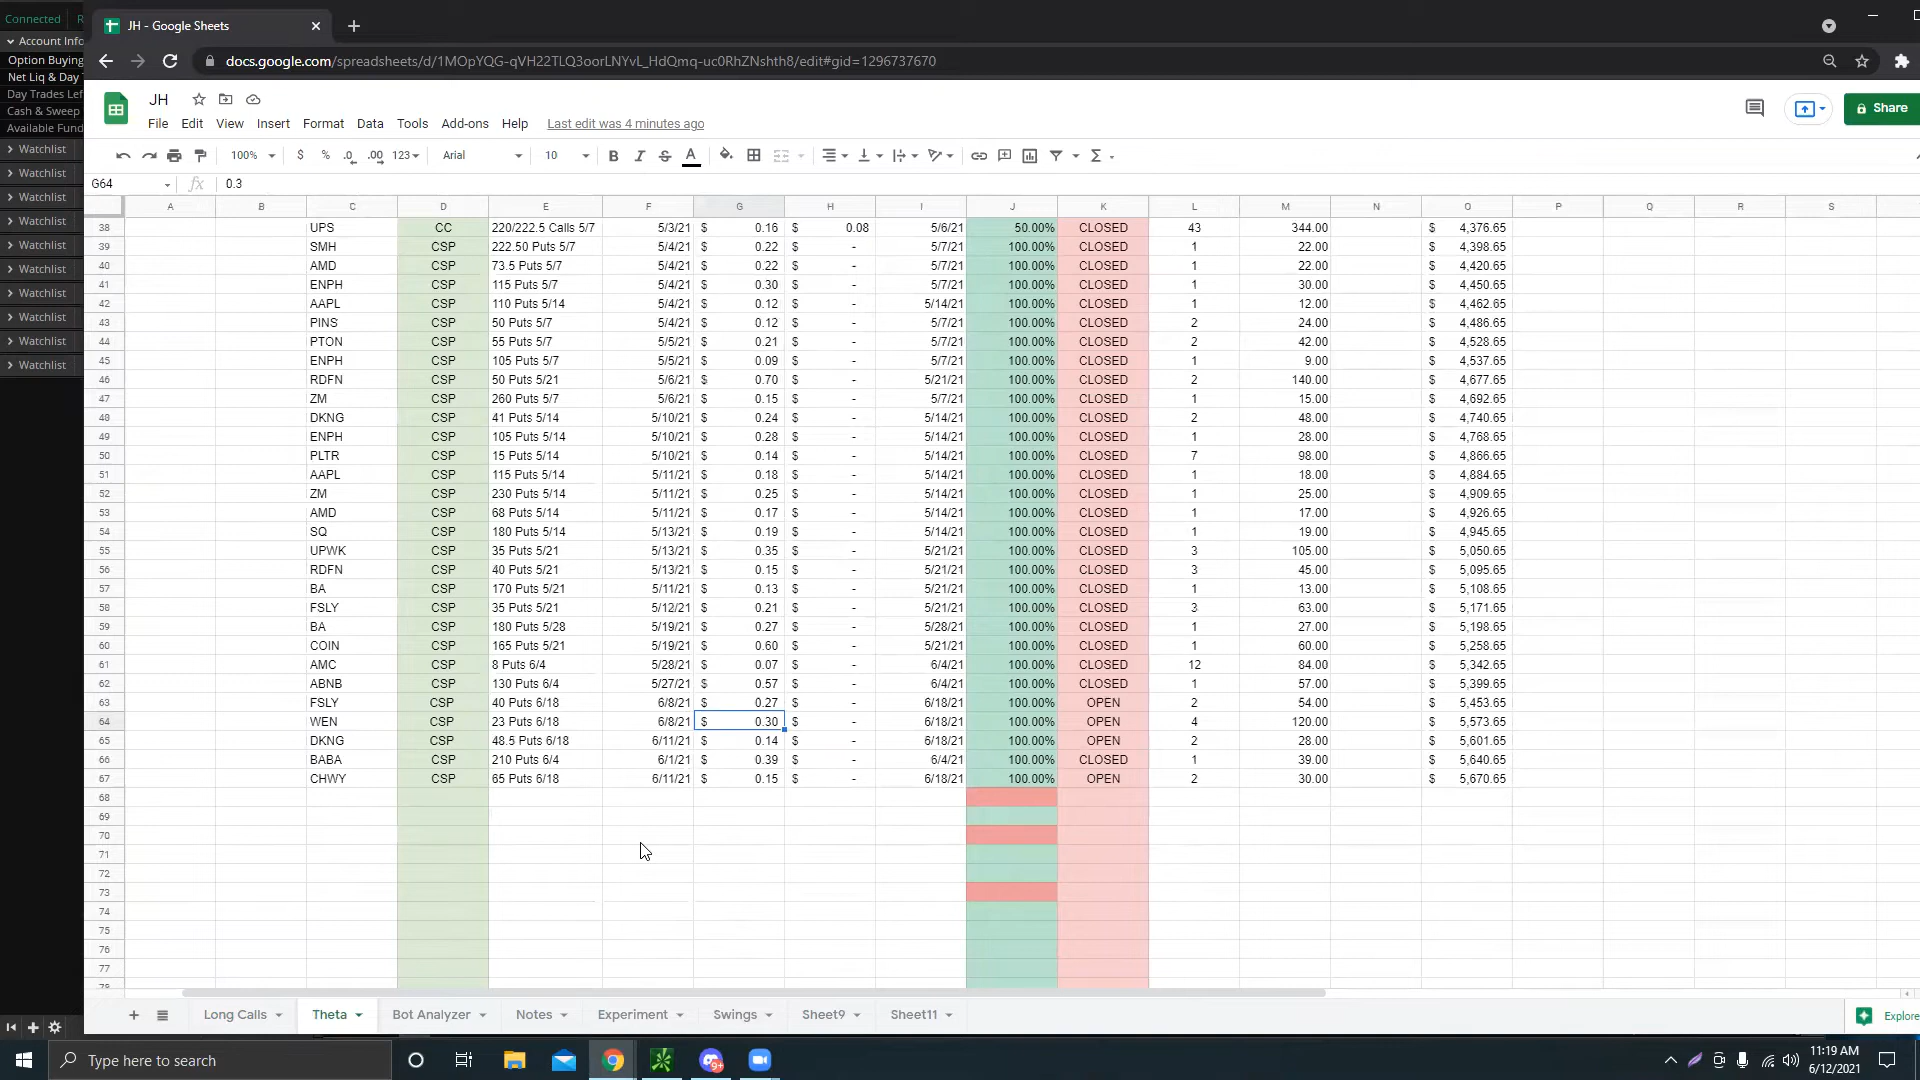 Connected
R
Account Info
Option Buying
Net Liq & Day
Day Trades Lef
Cash & Sweep
Available Fund
Watchlist
Watchlist
Watchlist
Watchlist
Watchlist
Watchlist
Watchlist
Watchlist
Watchlist
Watchlist
JH - Google Sheets
docs.google.com/spreadsheets/d/1MOpYQG-qVH22TLQ3oorLNYvL_HdQmq-uc0RhZNshth8/edit#gid=1296737670
JH
Share
File Edit View Insert Format Data Tools Add-ons Help Last edit was 4 minutes ago
100% $ % .0 .00 123 Arial 10 B I S A
G64 fx 0.3
A B C D E F G H I J K L M N O P Q R S
38 UPS CC 220/222.5 Calls 5/7 5/3/21 $ 0.16 $ 0.08 5/6/21 50.00% CLOSED 43 344.00 $ 4,376.65
39 SMH CSP 222.50 Puts 5/7 5/4/21 $ 0.22 $ - 5/7/21 100.00% CLOSED 1 22.00 $ 4,398.65
40 AMD CSP 73.5 Puts 5/7 5/4/21 $ 0.22 $ - 5/7/21 100.00% CLOSED 1 22.00 $ 4,420.65
41 ENPH CSP 115 Puts 5/7 5/4/21 $ 0.30 $ - 5/7/21 100.00% CLOSED 1 30.00 $ 4,450.65
42 AAPL CSP 110 Puts 5/14 5/4/21 $ 0.12 $ - 5/14/21 100.00% CLOSED 1 12.00 $ 4,462.65
43 PINS CSP 50 Puts 5/7 5/4/21 $ 0.12 $ - 5/7/21 100.00% CLOSED 2 24.00 $ 4,486.65
44 PTON CSP 55 Puts 5/7 5/5/21 $ 0.21 $ - 5/7/21 100.00% CLOSED 2 42.00 $ 4,528.65
45 ENPH CSP 105 Puts 5/7 5/5/21 $ 0.09 $ - 5/7/21 100.00% CLOSED 1 9.00 $ 4,537.65
46 RDFN CSP 50 Puts 5/21 5/6/21 $ 0.70 $ - 5/21/21 100.00% CLOSED 2 140.00 $ 4,677.65
47 ZM CSP 260 Puts 5/7 5/6/21 $ 0.15 $ - 5/7/21 100.00% CLOSED 1 15.00 $ 4,692.65
48 DKNG CSP 41 Puts 5/14 5/10/21 $ 0.24 $ - 5/14/21 100.00% CLOSED 2 48.00 $ 4,740.65
49 ENPH CSP 105 Puts 5/14 5/10/21 $ 0.28 $ - 5/14/21 100.00% CLOSED 1 28.00 $ 4,768.65
50 PLTR CSP 15 Puts 5/14 5/10/21 $ 0.14 $ - 5/14/21 100.00% CLOSED 7 98.00 $ 4,866.65
51 AAPL CSP 115 Puts 5/14 5/11/21 $ 0.18 $ - 5/14/21 100.00% CLOSED 1 18.00 $ 4,884.65
52 ZM CSP 230 Puts 5/14 5/11/21 $ 0.25 $ - 5/14/21 100.00% CLOSED 1 25.00 $ 4,909.65
53 AMD CSP 68 Puts 5/14 5/11/21 $ 0.17 $ - 5/14/21 100.00% CLOSED 1 17.00 $ 4,926.65
54 SQ CSP 180 Puts 5/14 5/13/21 $ 0.19 $ - 5/14/21 100.00% CLOSED 1 19.00 $ 4,945.65
55 UPWK CSP 35 Puts 5/21 5/13/21 $ 0.35 $ - 5/21/21 100.00% CLOSED 3 105.00 $ 5,050.65
56 RDFN CSP 40 Puts 5/21 5/13/21 $ 0.15 $ - 5/21/21 100.00% CLOSED 3 45.00 $ 5,095.65
57 BA CSP 170 Puts 5/21 5/11/21 $ 0.13 $ - 5/21/21 100.00% CLOSED 1 13.00 $ 5,108.65
58 FSLY CSP 35 Puts 5/21 5/12/21 $ 0.21 $ - 5/21/21 100.00% CLOSED 3 63.00 $ 5,171.65
59 BA CSP 180 Puts 5/28 5/19/21 $ 0.27 $ - 5/28/21 100.00% CLOSED 1 27.00 $ 5,198.65
60 COIN CSP 165 Puts 5/21 5/19/21 $ 0.60 $ - 5/21/21 100.00% CLOSED 1 60.00 $ 5,258.65
61 AMC CSP 8 Puts 6/4 5/28/21 $ 0.07 $ - 6/4/21 100.00% CLOSED 12 84.00 $ 5,342.65
62 ABNB CSP 130 Puts 6/4 5/27/21 $ 0.57 $ - 6/4/21 100.00% CLOSED 1 57.00 $ 5,399.65
63 FSLY CSP 40 Puts 6/18 6/8/21 $ 0.27 $ - 6/18/21 100.00% OPEN 2 54.00 $ 5,453.65
64 WEN CSP 23 Puts 6/18 6/8/21 $ 0.30 $ - 6/18/21 100.00% OPEN 4 120.00 $ 5,573.65
65 DKNG CSP 48.5 Puts 6/18 6/11/21 $ 0.14 $ - 6/18/21 100.00% OPEN 2 28.00 $ 5,601.65
66 BABA CSP 210 Puts 6/4 6/1/21 $ 0.39 $ - 6/4/21 100.00% CLOSED 1 39.00 $ 5,640.65
67 CHWY CSP 65 Puts 6/18 6/11/21 $ 0.15 $ - 6/18/21 100.00% OPEN 2 30.00 $ 5,670.65
68
69
70
71
72
73
74
75
76
77
Long Calls Theta Bot Analyzer Notes Experiment Swings Sheet9 Sheet11 Explore
Type here to search
11:19 AM
6/12/2021